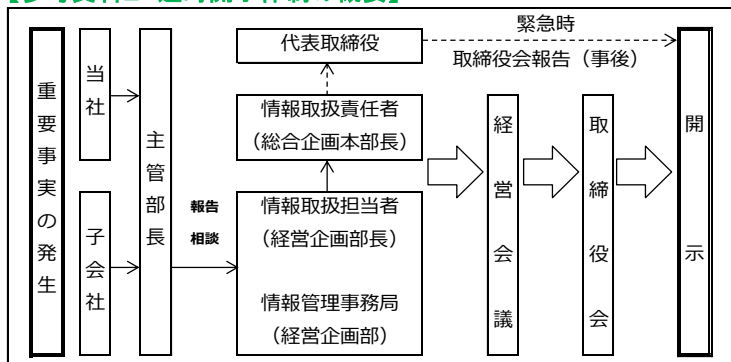 緊急時
代表取締役
取締役会報告(事後)
重要事実の発生
当社
子会社
主管部長
報告
相談
情報取扱責任者
(総合企画本部長)
情報取扱担当者
(経営企画部長)
情報管理事務局
(経営企画部)
経営会議
取締役会
開示